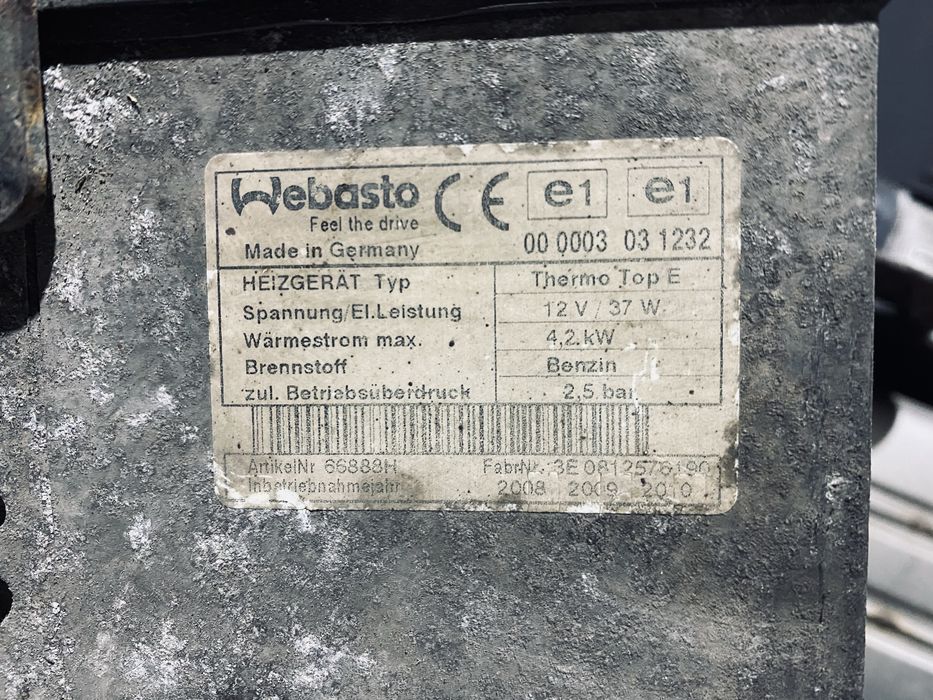 Webasto CE e1 e1
Feel the drive
Made in Germany 00 0003 03 1232
HEIZGERÄT Typ Thermo Top E
Spannung/El.Leistung 12 V / 37 W
Wärmestrom max. 4,2 kW
Brennstoff Benzin
zul. Betriebsüberdruck 2,5 bar
ArtikelNr 66888H FabrNr.
Inbetriebnahmejahr 2008 2009 2010